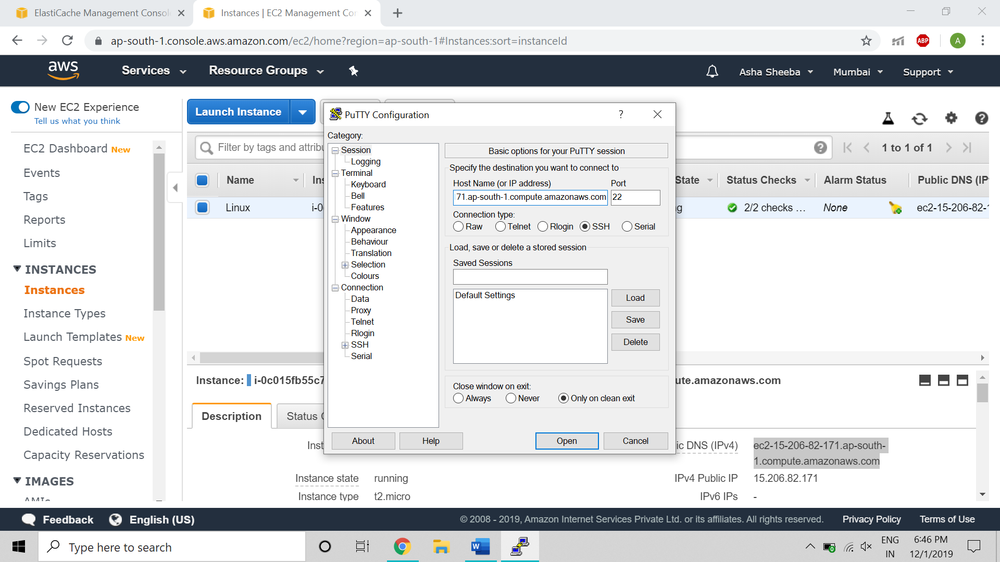 ElastiCache Management Consol
Instances | EC2 Management Con
ap-south-1.console.aws.amazon.com/ec2/home?region=ap-south-1#Instances:sort=instanceId
ABP
A
aws
Services
Resource Groups
Asha Sheeba
Mumbai
Support
New EC2 Experience
Tell us what you think
EC2 Dashboard New
Events
Tags
Reports
Limits
INSTANCES
Instances
Instance Types
Launch Templates New
Spot Requests
Savings Plans
Reserved Instances
Dedicated Hosts
Capacity Reservations
IMAGES
AMIs
Launch Instance
Filter by tags and attribu
1 to 1 of 1
Name
Ins
State
Status Checks
Alarm Status
Public DNS (IP
Linux
i-0
g
2/2 checks ...
None
ec2-15-206-82-1
PuTTY Configuration
?
Category:
Session
Logging
Terminal
Keyboard
Bell
Features
Window
Appearance
Behaviour
Translation
Selection
Colours
Connection
Data
Proxy
Telnet
Rlogin
SSH
Serial
Basic options for your PuTTY session
Specify the destination you want to connect to
Host Name (or IP address)
Port
71.ap-south-1.compute.amazonaws.com
22
Connection type:
Raw
Telnet
Rlogin
SSH
Serial
Load, save or delete a stored session
Saved Sessions
Default Settings
Load
Save
Delete
Close window on exit:
Always
Never
Only on clean exit
About
Help
Open
Cancel
Instance:
i-0c015fb55c7
ute.amazonaws.com
Description
Status C
Inst
ic DNS (IPv4)
ec2-15-206-82-171.ap-south-
1.compute.amazonaws.com
Instance state
running
IPv4 Public IP
15.206.82.171
Instance type
t2.micro
IPv6 IPs
-
Feedback
English (US)
© 2008 - 2019, Amazon Internet Services Private Ltd. or its affiliates. All rights reserved.
Privacy Policy
Terms of Use
Type here to search
W
ENG
IN
6:46 PM
12/1/2019